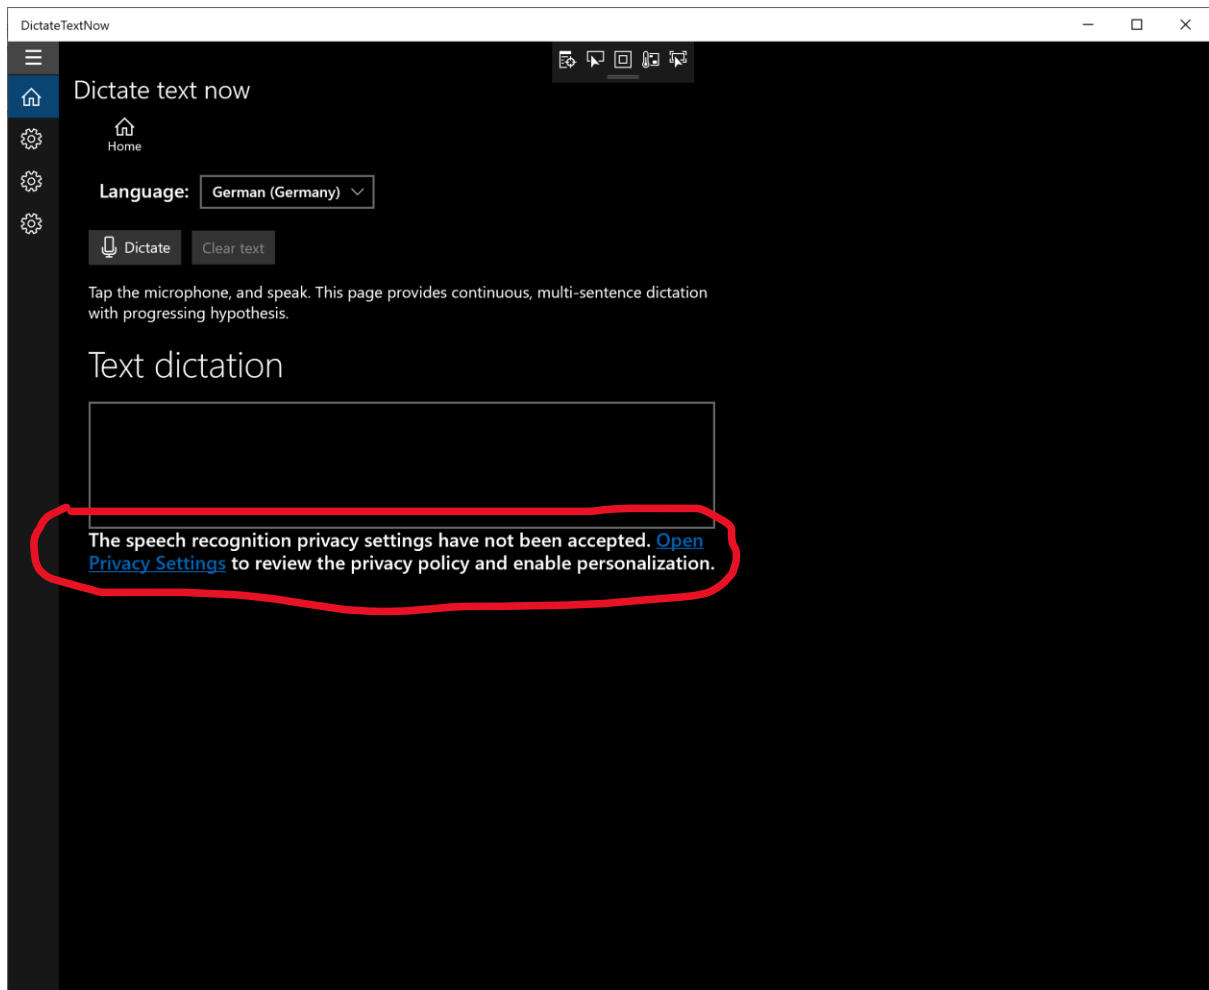 DictateTextNow
Dictate text now
Home
Language: German (Germany)
Dictate Clear text
Tap the microphone, and speak. This page provides continuous, multi-sentence dictation
with progressing hypothesis.
Text dictation
The speech recognition privacy settings have not been accepted. Open
Privacy Settings to review the privacy policy and enable personalization.